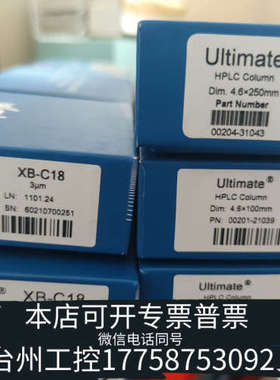 Ultimate®
HPLC Column
Dim. 4.6×250mm
Part Number
00204-31043
XB-C18
3μm
LN: 1101.24
SN: 60210700251
Ultimate®
HPLC Column
Dim. 4.6×100mm
PN: 00201-21039
XB-C18
Ultimate®
HPLC Column
本店可开专票普票
微信电话同号
台州工控17758753092